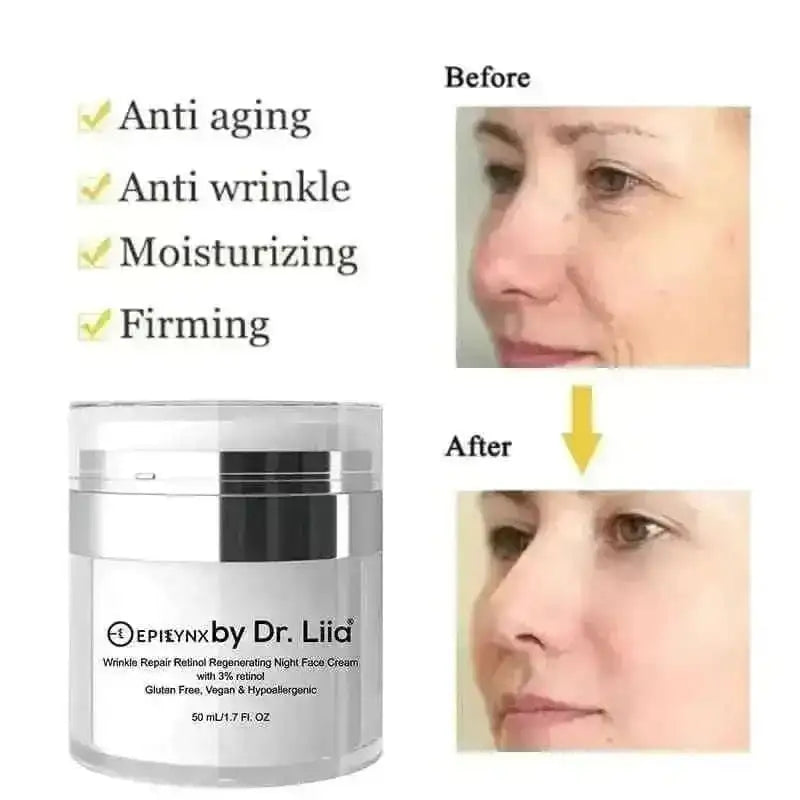 Anti aging
Anti wrinkle
Moisturizing
Firming
Before
After
EPILYNX by Dr. Liia®
Wrinkle Repair Retinol Regenerating Night Face Cream
with 3% retinol
Gluten Free, Vegan & Hypoallergenic
50 mL/1.7 Fl. OZ